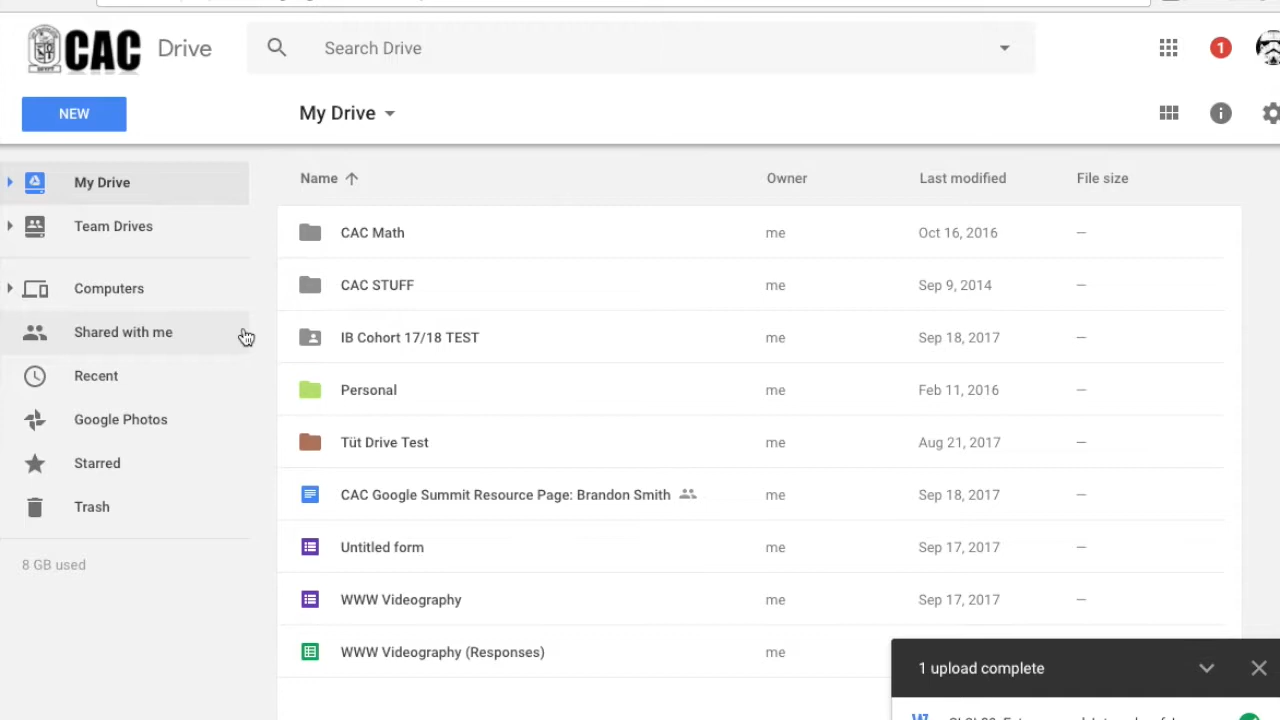 CAC Drive Search Drive 1
NEW My Drive
Name Owner Last modified File size
My Drive
Team Drives
Computers
Shared with me
Recent
Google Photos
Starred
Trash
8 GB used
CAC Math me Oct 16, 2016 —
CAC STUFF me Sep 9, 2014 —
IB Cohort 17/18 TEST me Sep 18, 2017 —
Personal me Feb 11, 2016 —
Tüt Drive Test me Aug 21, 2017 —
CAC Google Summit Resource Page: Brandon Smith me Sep 18, 2017 —
Untitled form me Sep 17, 2017 —
WWW Videography me Sep 17, 2017 —
WWW Videography (Responses) me
1 upload complete